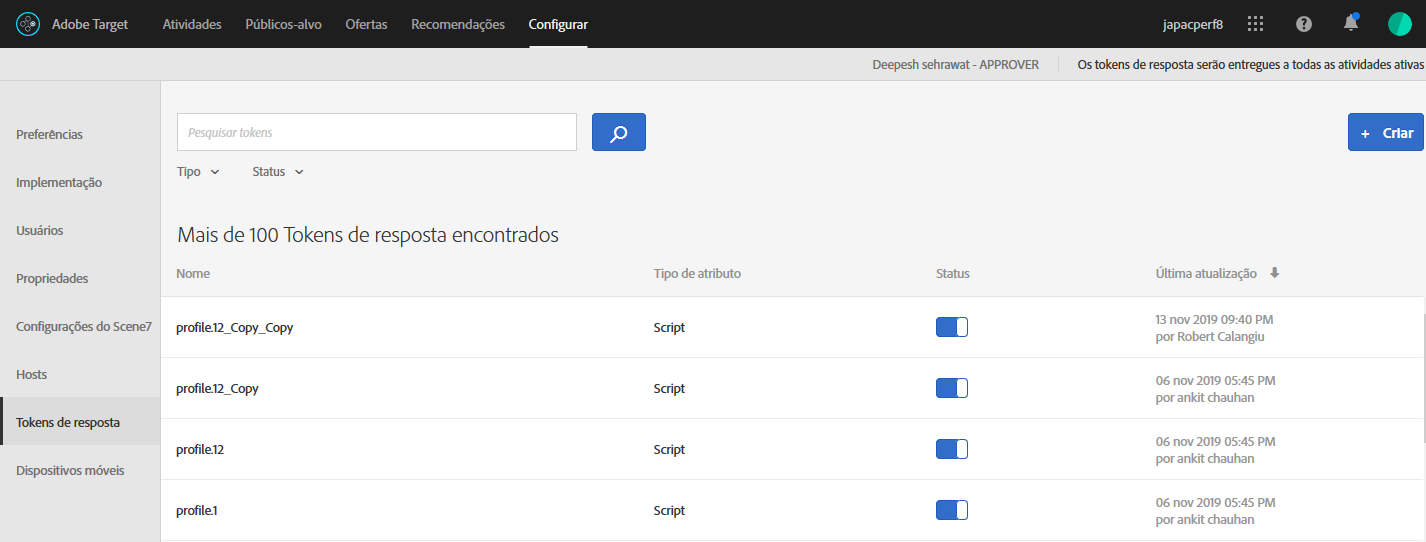 Adobe Target Atividades Públicos-alvo Ofertas Recomendações Configurar japacperf8
Deepesh sehrawat - APPROVER Os tokens de resposta serão entregues a todas as atividades ativas
Preferências
Implementação
Usuários
Propriedades
Configurações do Scene7
Hosts
Tokens de resposta
Dispositivos móveis
Pesquisar tokens
+ Criar
Tipo Status
Mais de 100 Tokens de resposta encontrados
Nome Tipo de atributo Status Última atualização
profile.12_Copy_Copy Script 13 nov 2019 09:40 PM
por Robert Calangiu
profile.12_Copy Script 06 nov 2019 05:45 PM
por ankit chauhan
profile.12 Script 06 nov 2019 05:45 PM
por ankit chauhan
profile.1 Script 06 nov 2019 05:45 PM
por ankit chauhan